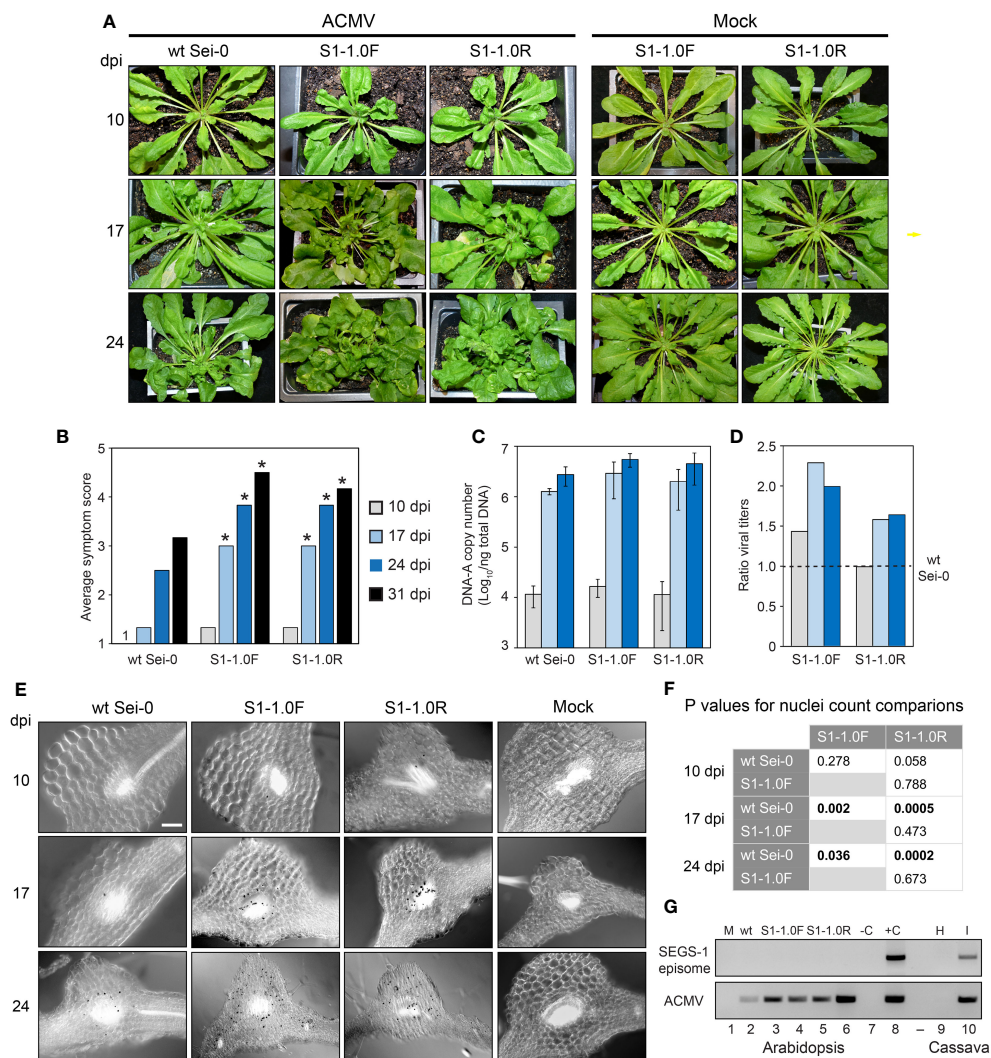 A
ACMV
Mock
dpi
wt Sei-0
S1-1.0F
S1-1.0R
S1-1.0F
S1-1.0R
10
17
24
B
Average symptom score
5
4
3
2
1
1
* * * * * *
wt Sei-0
S1-1.0F
S1-1.0R
10 dpi
17 dpi
24 dpi
31 dpi
C
DNA-A copy number
(Log10/ng total DNA)
7
6
5
4
3
wt Sei-0
S1-1.0F
S1-1.0R
D
Ratio viral titers
2.5
2.0
1.5
1.0
0.5
0
wt
Sei-0
S1-1.0F
S1-1.0R
E
wt Sei-0
S1-1.0F
S1-1.0R
Mock
dpi
10
17
24
F
P values for nuclei count comparions
S1-1.0F S1-1.0R
10 dpi
wt Sei-0 0.278 0.058
S1-1.0F 0.788
17 dpi
wt Sei-0 0.002 0.0005
S1-1.0F 0.473
24 dpi
wt Sei-0 0.036 0.0002
S1-1.0F 0.673
G
M wt S1-1.0F S1-1.0R -C +C H I
SEGS-1
episome
ACMV
1 2 3 4 5 6 7 8 – 9 10
Arabidopsis Cassava